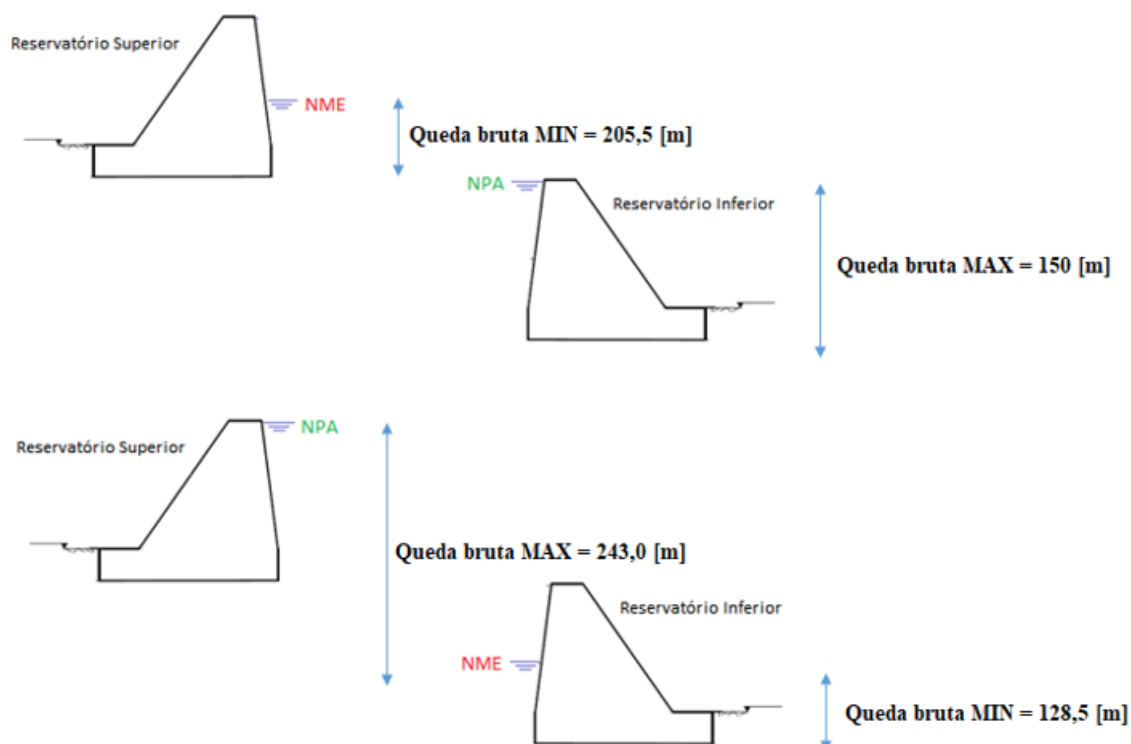 Reservatório Superior
NME
Queda bruta MIN = 205,5 [m]
NPA
Reservatório Inferior
Queda bruta MAX = 150 [m]
NPA
Reservatório Superior
Queda bruta MAX = 243,0 [m]
Reservatório Inferior
NME
Queda bruta MIN = 128,5 [m]